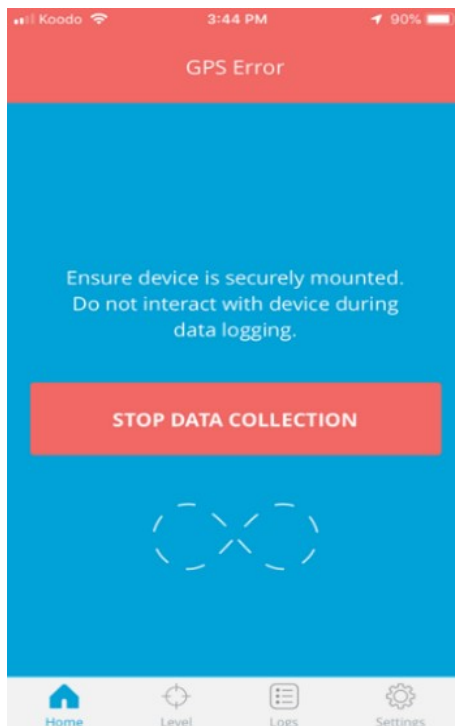 Koodo 3:44 PM 90%
GPS Error
Ensure device is securely mounted.
Do not interact with device during
data logging.
STOP DATA COLLECTION
Home Level Logs Settings